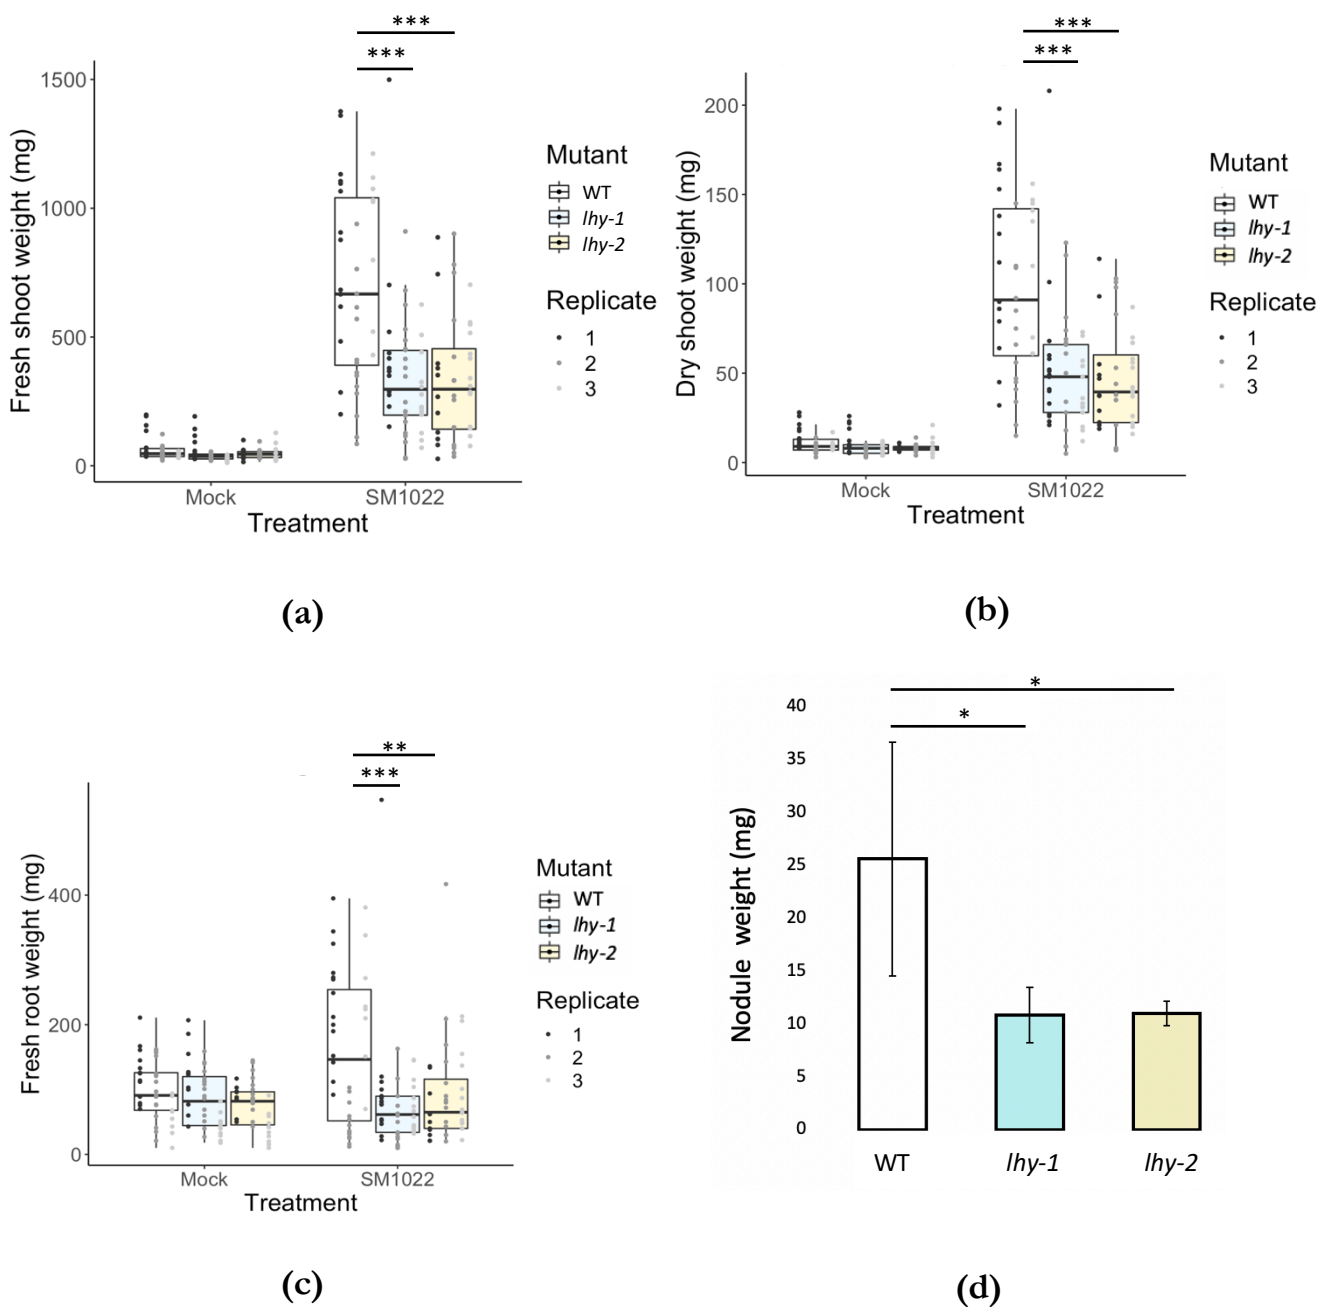 ***
***
1500
1000
500
0
Fresh shoot weight (mg)
Mock
SM1022
Treatment
Mutant
WT
lhy-1
lhy-2
Replicate
1
2
3
(a)
***
***
200
150
100
50
0
Dry shoot weight (mg)
Mock
SM1022
Treatment
Mutant
WT
lhy-1
lhy-2
Replicate
1
2
3
(b)
**
***
400
200
0
Fresh root weight (mg)
Mock
SM1022
Treatment
Mutant
WT
lhy-1
lhy-2
Replicate
1
2
3
(c)
*
*
40
35
30
25
20
15
10
5
0
Nodule weight (mg)
WT
lhy-1
lhy-2
(d)